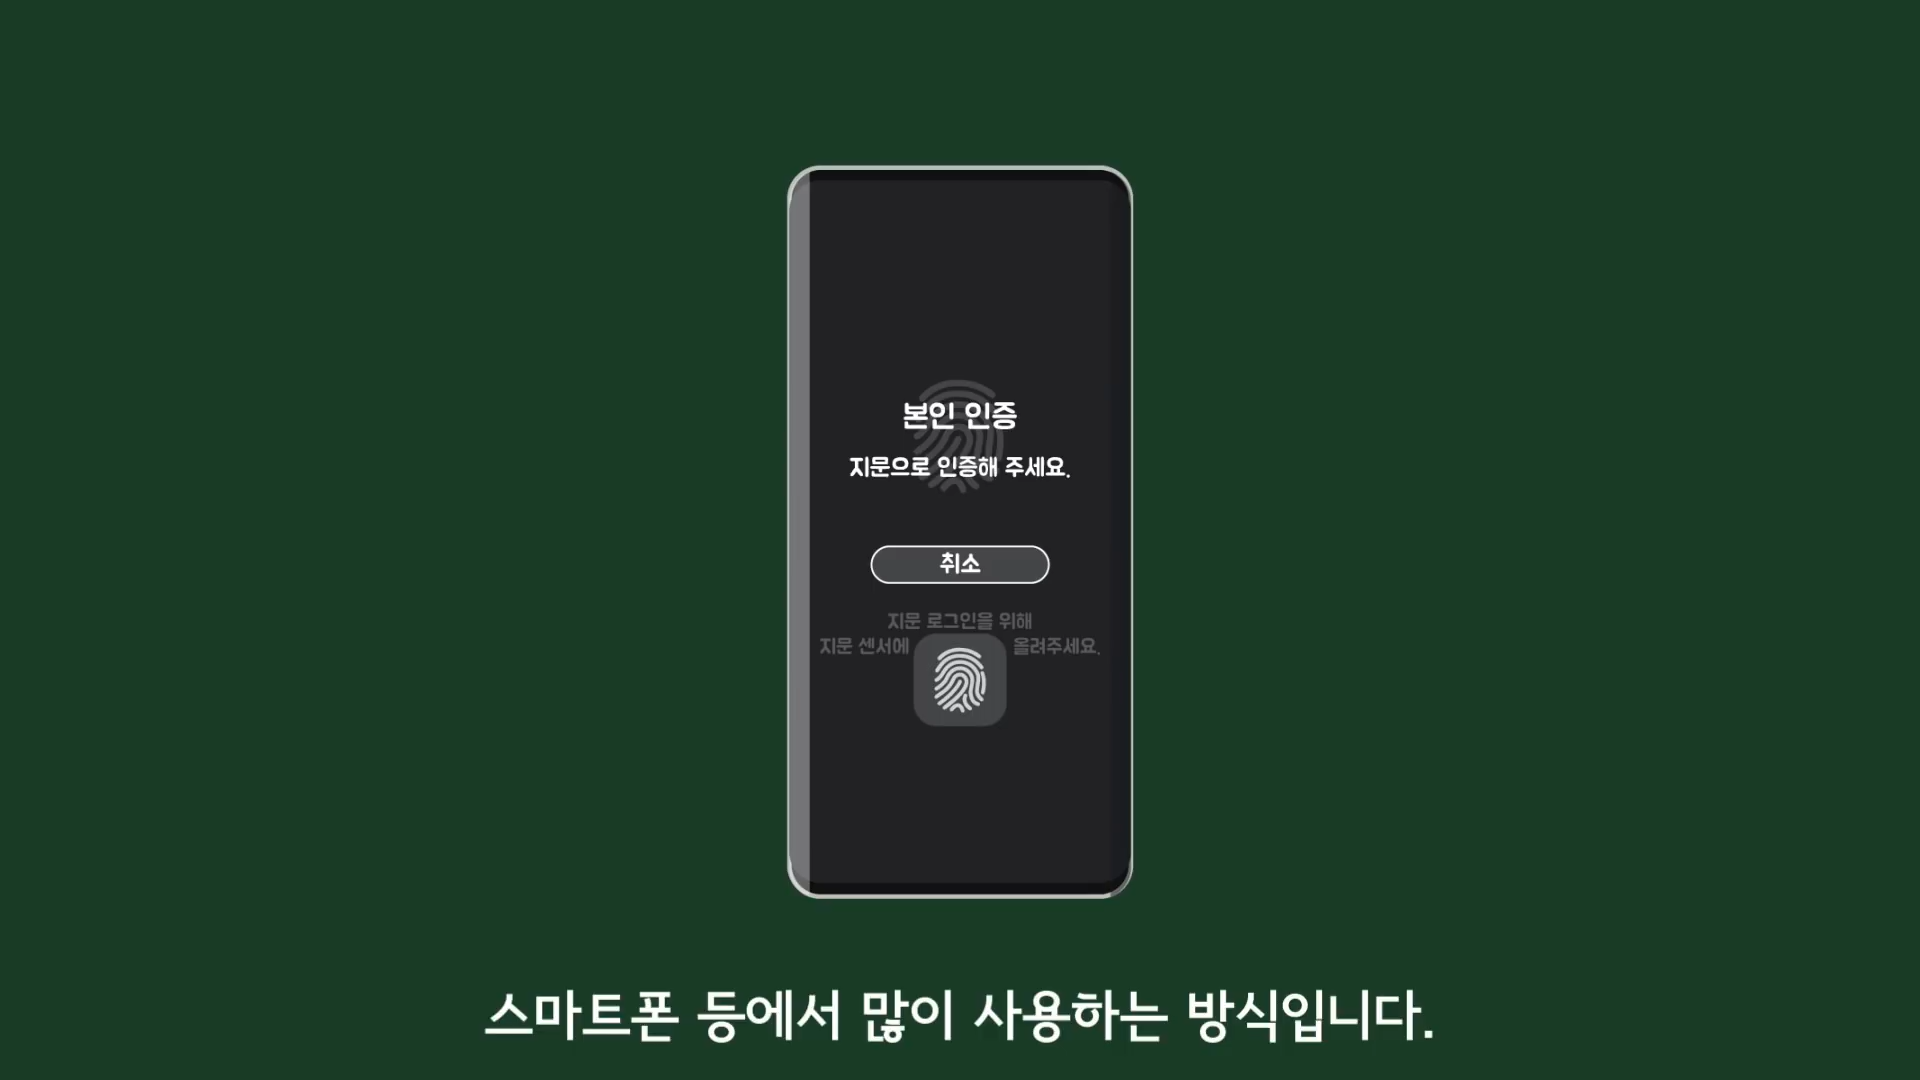 본인 인증
지문으로 인증해 주세요.
취소
지문 로그인을 위해
지문 센서에 올려주세요.
스마트폰 등에서 많이 사용하는 방식입니다.